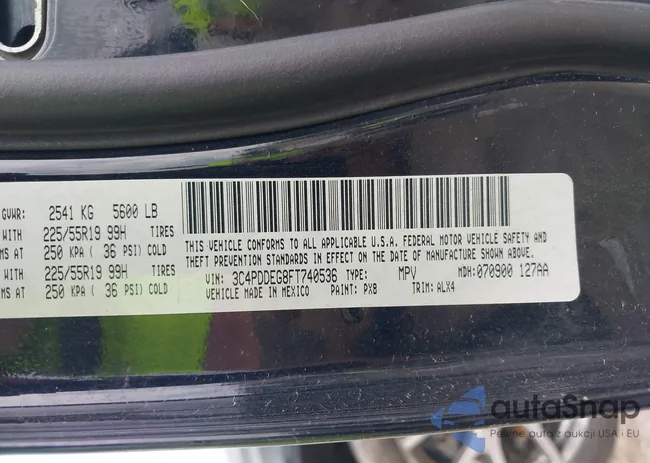 GVWR: 2541 KG 5600 LB
WITH 225/55R19 99H TIRES
MS AT 250 KPA ( 36 PSI) COLD
WITH 225/55R19 99H TIRES
MS AT 250 KPA ( 36 PSI) COLD
THIS VEHICLE CONFORMS TO ALL APPLICABLE U.S.A. FEDERAL MOTOR VEHICLE SAFETY AND
THEFT PREVENTION STANDARDS IN EFFECT ON THE DATE OF MANUFACTURE SHOWN ABOVE.
VIN: 3C4PDDEG8FT740536 TYPE: MPV MDH: 070900 127AA
VEHICLE MADE IN MEXICO PAINT: PX8 TRIM: ALX4
autaSnap
Pewne auta z aukcji USA i EU